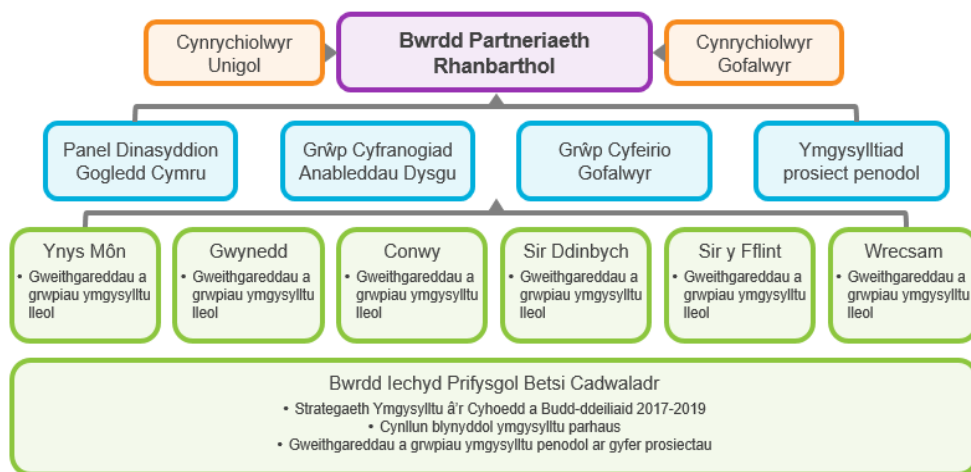 Cynrychiolwyr
Unigol
Bwrdd Partneriaeth
Rhanbarthol
Cynrychiolwyr
Gofalwyr
Panel Dinasyddion
Gogledd Cymru
Grŵp Cyfranogiad
Anableddau Dysgu
Grŵp Cyfeirio
Gofalwyr
Ymgysylltiad
prosiect penodol
Ynys Môn
• Gweithgareddau a
grwpiau ymgysylltu
lleol
Gwynedd
• Gweithgareddau a
grwpiau ymgysylltu
lleol
Conwy
• Gweithgareddau a
grwpiau ymgysylltu
lleol
Sir Ddinbych
• Gweithgareddau a
grwpiau ymgysylltu
lleol
Sir y Fflint
• Gweithgareddau a
grwpiau ymgysylltu
lleol
Wrecsam
• Gweithgareddau a
grwpiau ymgysylltu
lleol
Bwrdd Iechyd Prifysgol Betsi Cadwaladr
• Strategaeth Ymgysylltu â'r Cyhoedd a Budd-ddeiliaid 2017-2019
• Cynllun blynyddol ymgysylltu parhaus
• Gweithgareddau a grwpiau ymgysylltu penodol ar gyfer prosiectau